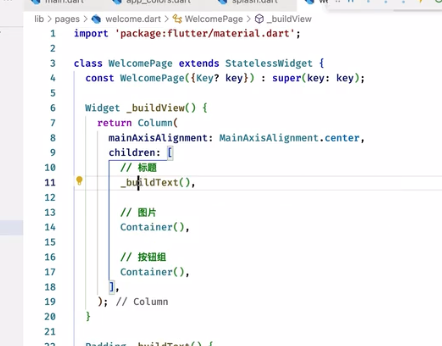 main.dart app_colors.dart splash.dart
lib > pages > welcome.dart > WelcomePage > _buildView
1 import 'package:flutter/material.dart';
2
3 class WelcomePage extends StatelessWidget {
4 const WelcomePage({Key? key}) : super(key: key);
5
6 Widget _buildView() {
7 return Column(
8 mainAxisAlignment: MainAxisAlignment.center,
9 children: [
10 // 标题
11 _buildText(),
12
13 // 图片
14 Container(),
15
16 // 按钮组
17 Container(),
18 ],
19 ); // Column
20 }
21
22 Padding _buildText() {